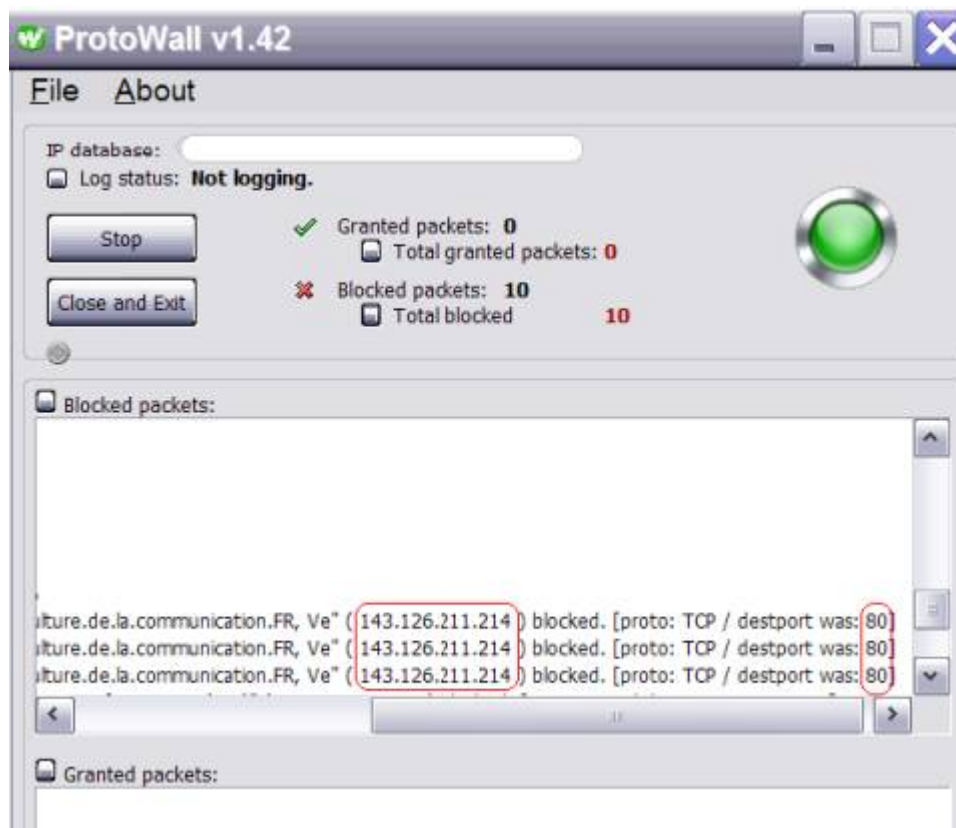 ProtoWall v1.42
File About
IP database:
Log status: Not logging.
Stop
Granted packets: 0
Total granted packets: 0
Close and Exit
Blocked packets: 10
Total blocked 10
Blocked packets:
ulture.de.la.communication.FR, Ve" ( 143.126.211.214 ) blocked. [proto: TCP / destport was: 80]
ulture.de.la.communication.FR, Ve" ( 143.126.211.214 ) blocked. [proto: TCP / destport was: 80]
ulture.de.la.communication.FR, Ve" ( 143.126.211.214 ) blocked. [proto: TCP / destport was: 80]
Granted packets: